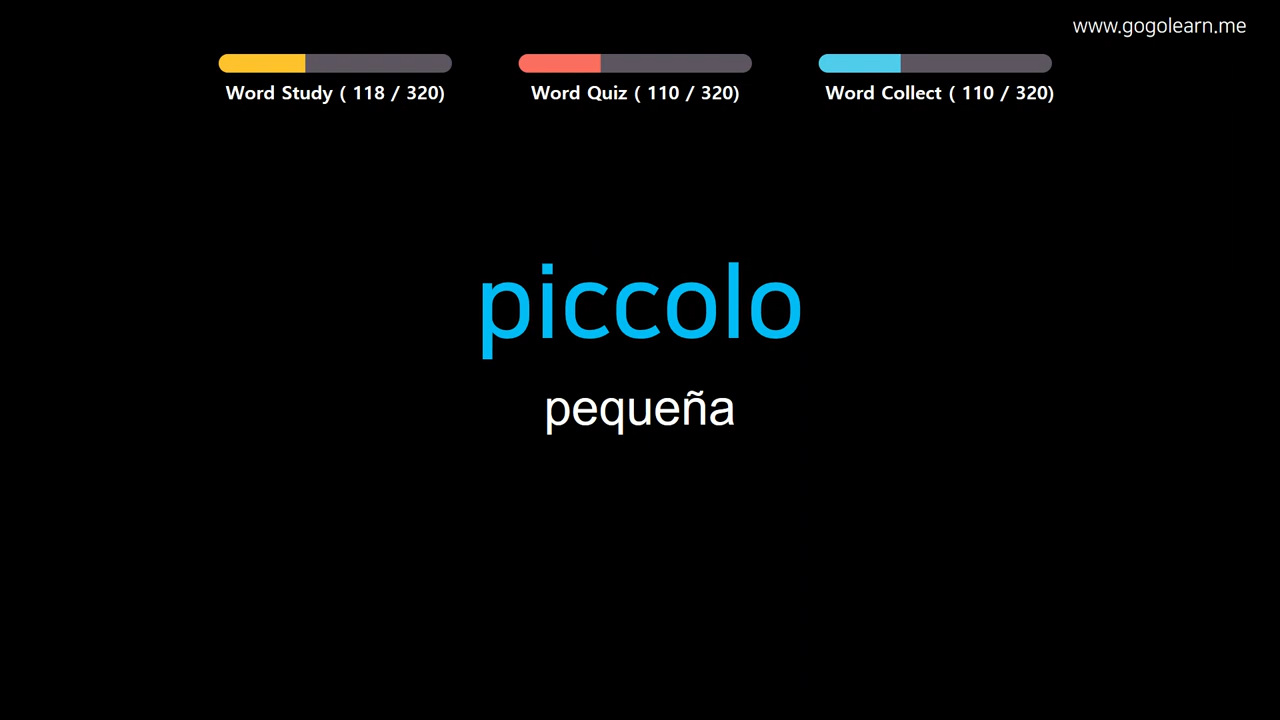 www.gogolearn.me
Word Study ( 118 / 320)
Word Quiz ( 110 / 320)
Word Collect ( 110 / 320)
piccolo
pequeña